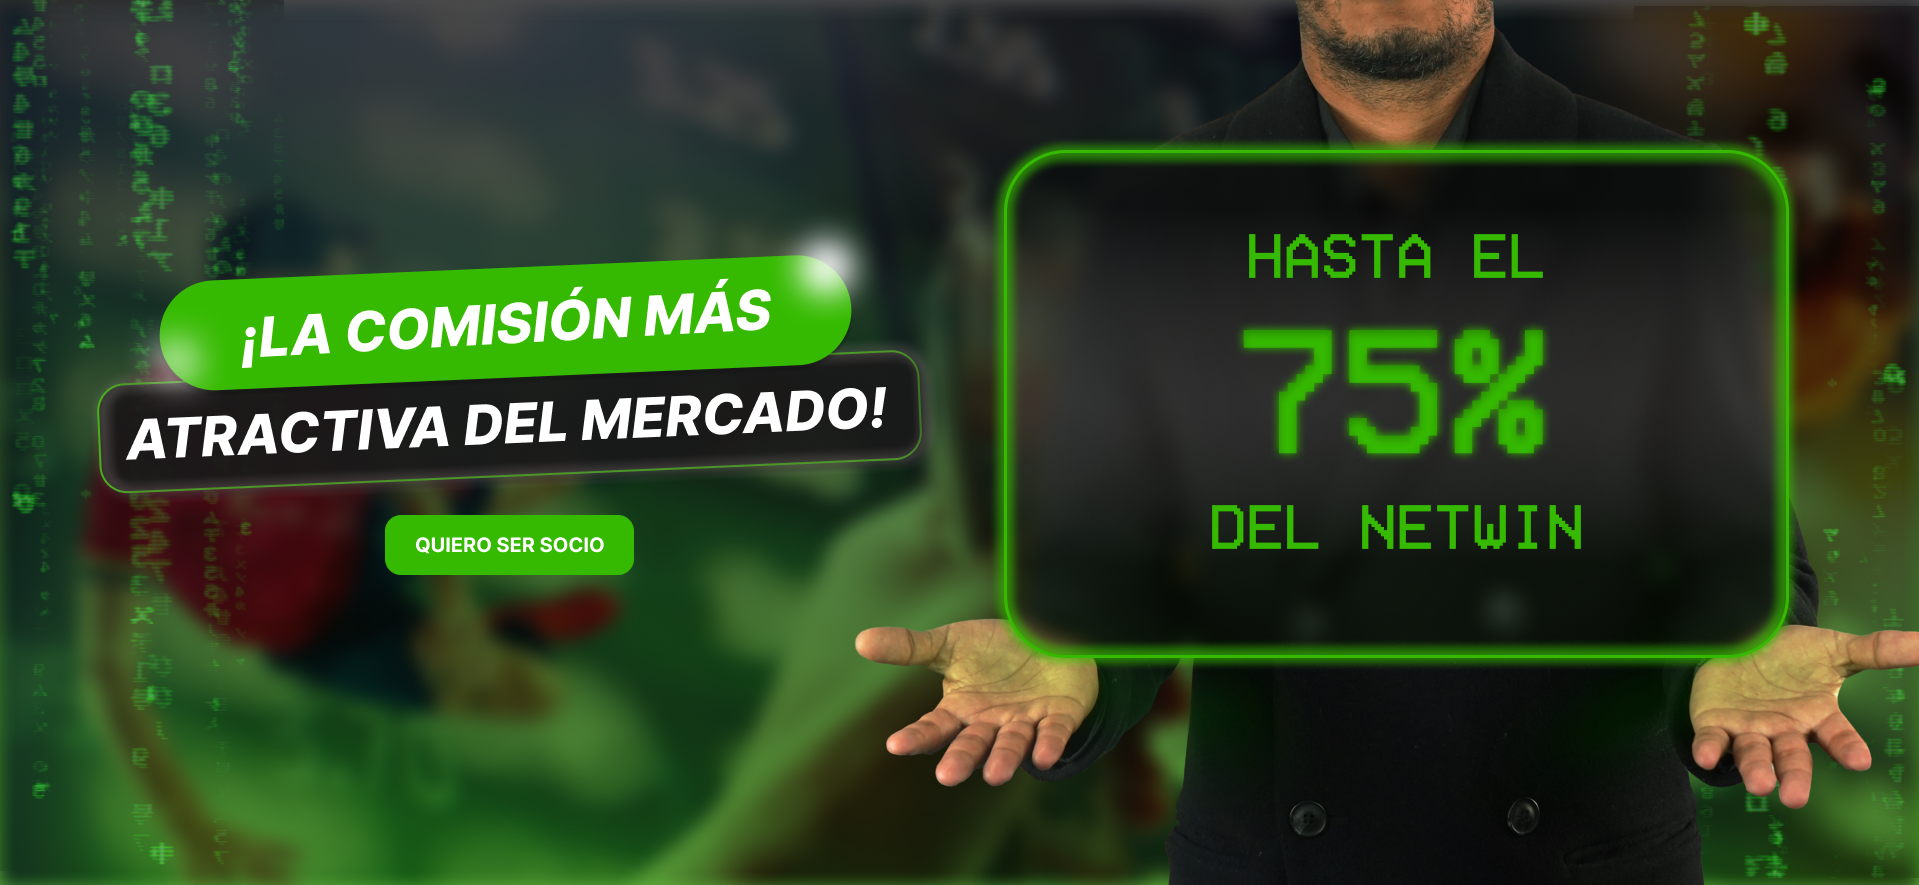 ¡LA COMISIÓN MÁS
ATRACTIVA DEL MERCADO!
QUIERO SER SOCIO
HASTA EL
75%
DEL NETWIN